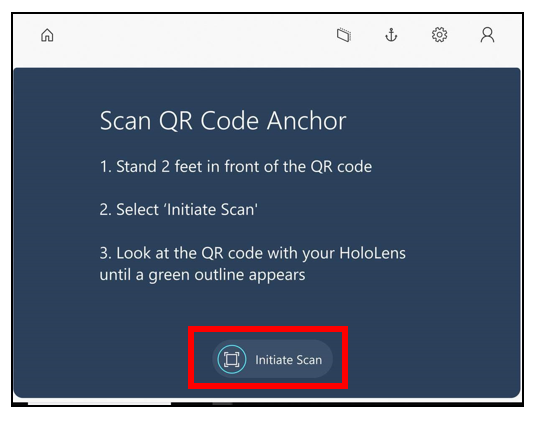 Scan QR Code Anchor
1. Stand 2 feet in front of the QR code
2. Select ‘Initiate Scan'
3. Look at the QR code with your HoloLens
until a green outline appears
Initiate Scan